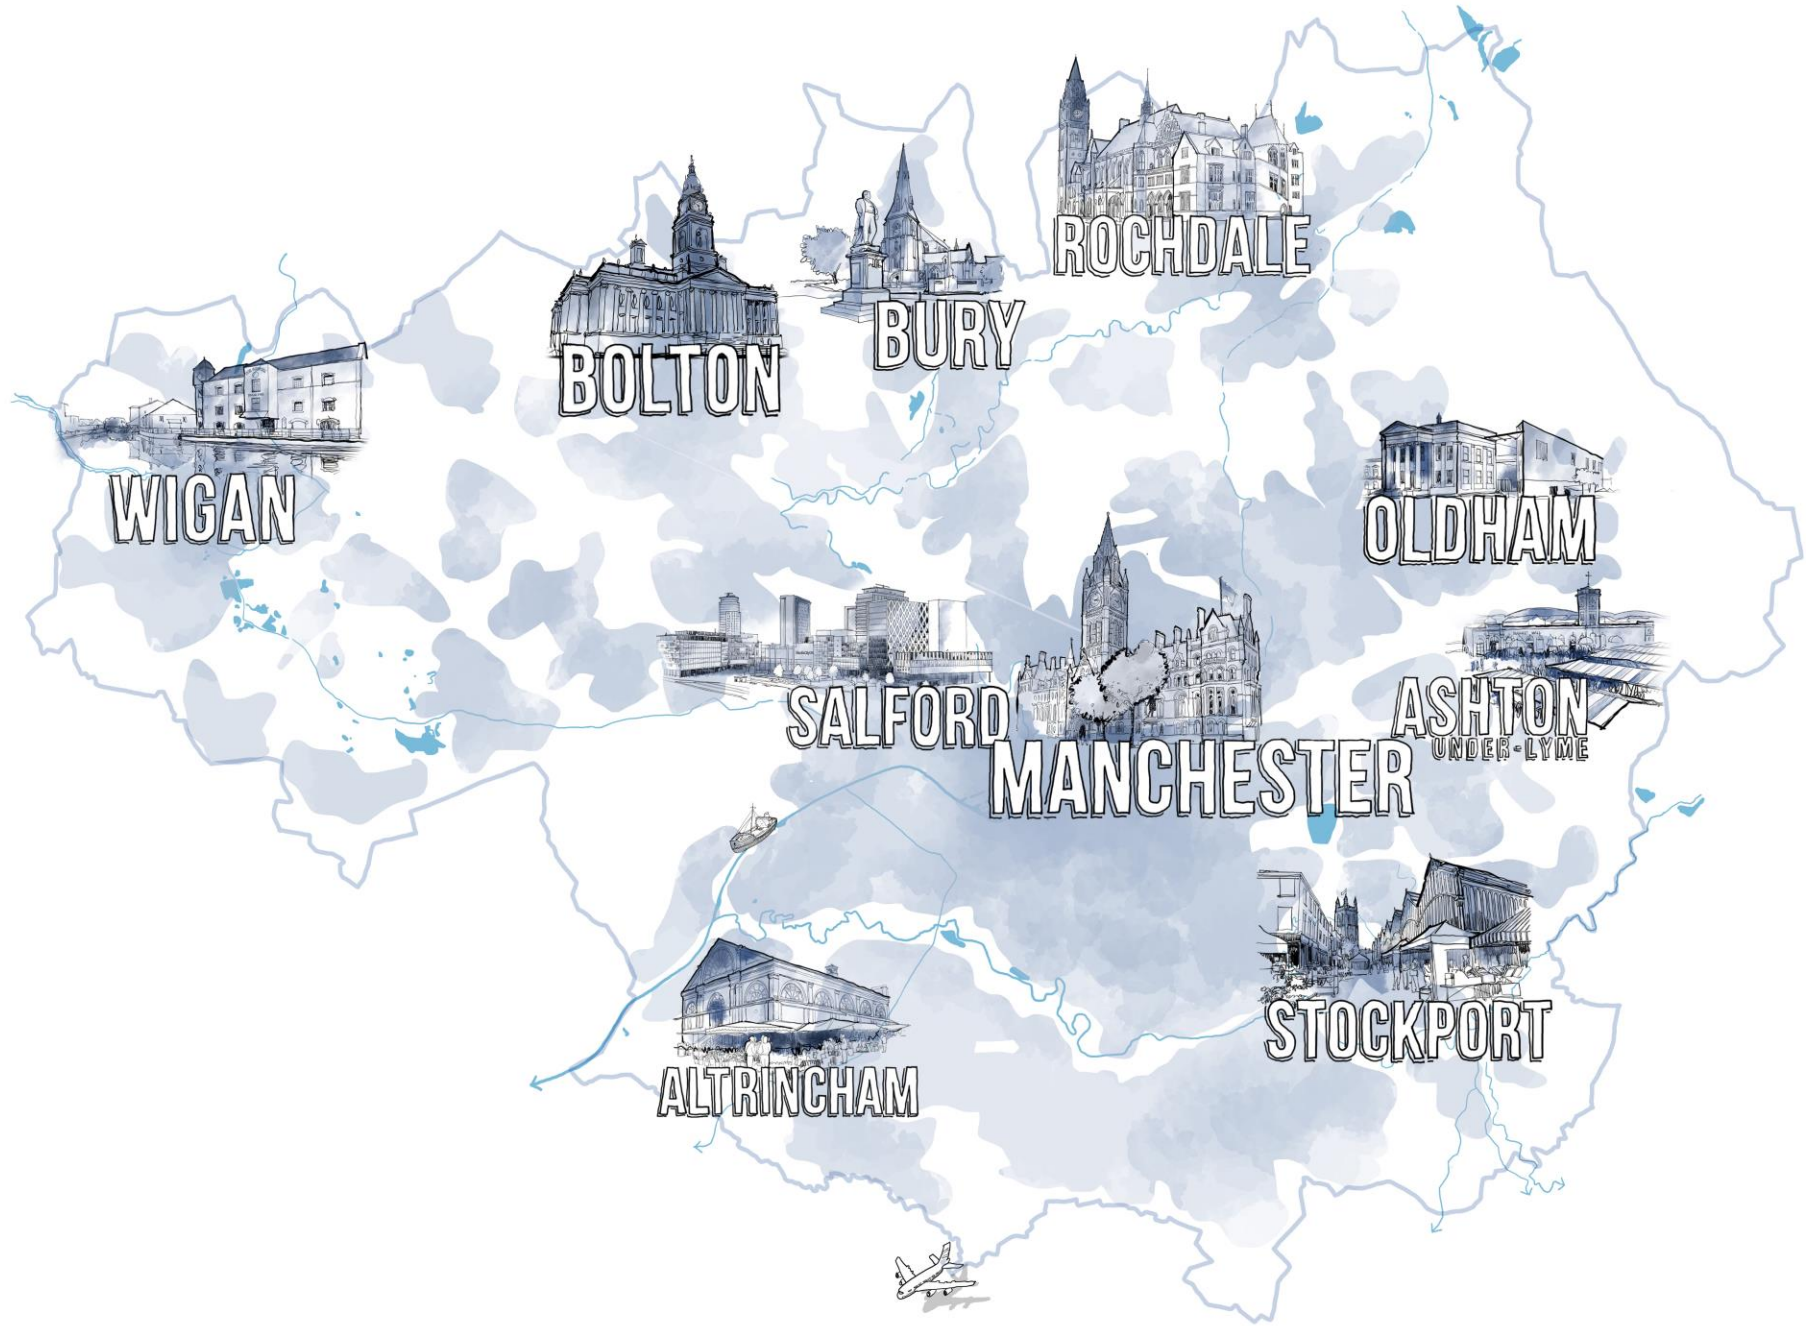 ROCHDALE
BURY
BOLTON
WIGAN
OLDHAM
SALFORD
ASHTON
UNDER-LYME
MANCHESTER
STOCKPORT
ALTRINCHAM